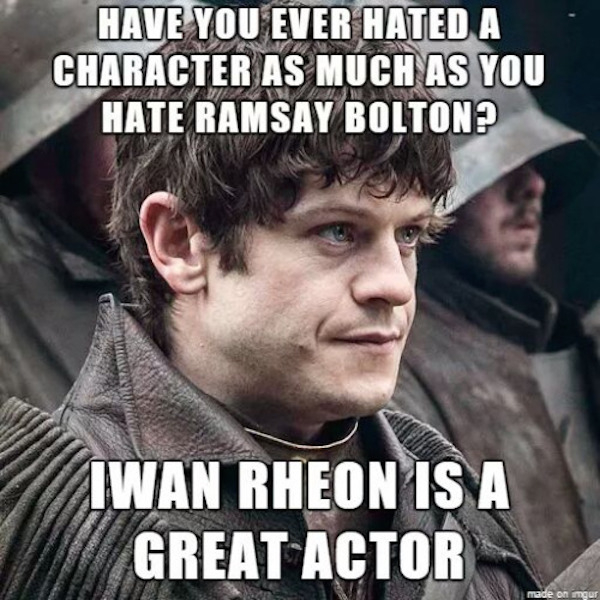 HAVE YOU EVER HATED A
CHARACTER AS MUCH AS YOU
HATE RAMSAY BOLTON?
IWAN RHEON IS A
GREAT ACTOR
made on imgur